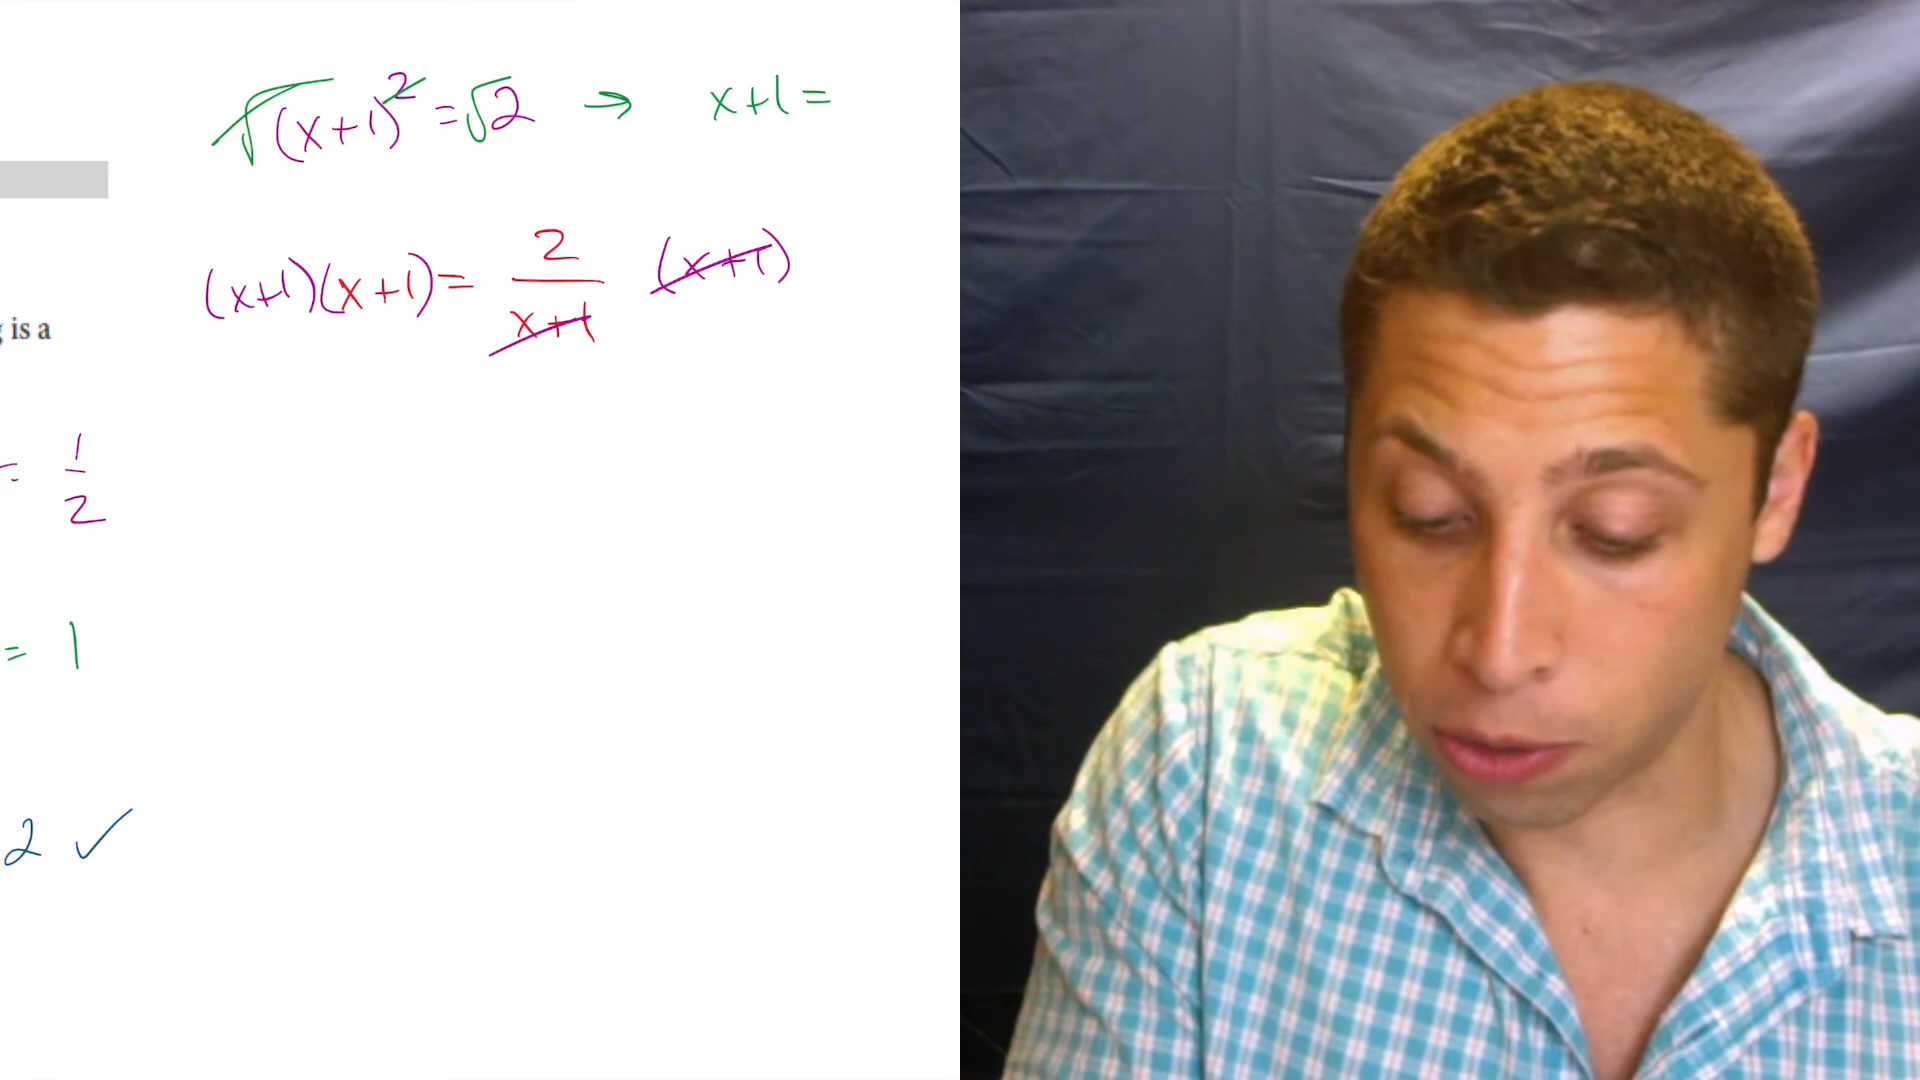 √(x+1)² = √2 → x+1 =
(x+1)(x+1) = 2/(x+1) (x+1)
is a
= 1/2
= 1
2 ✓